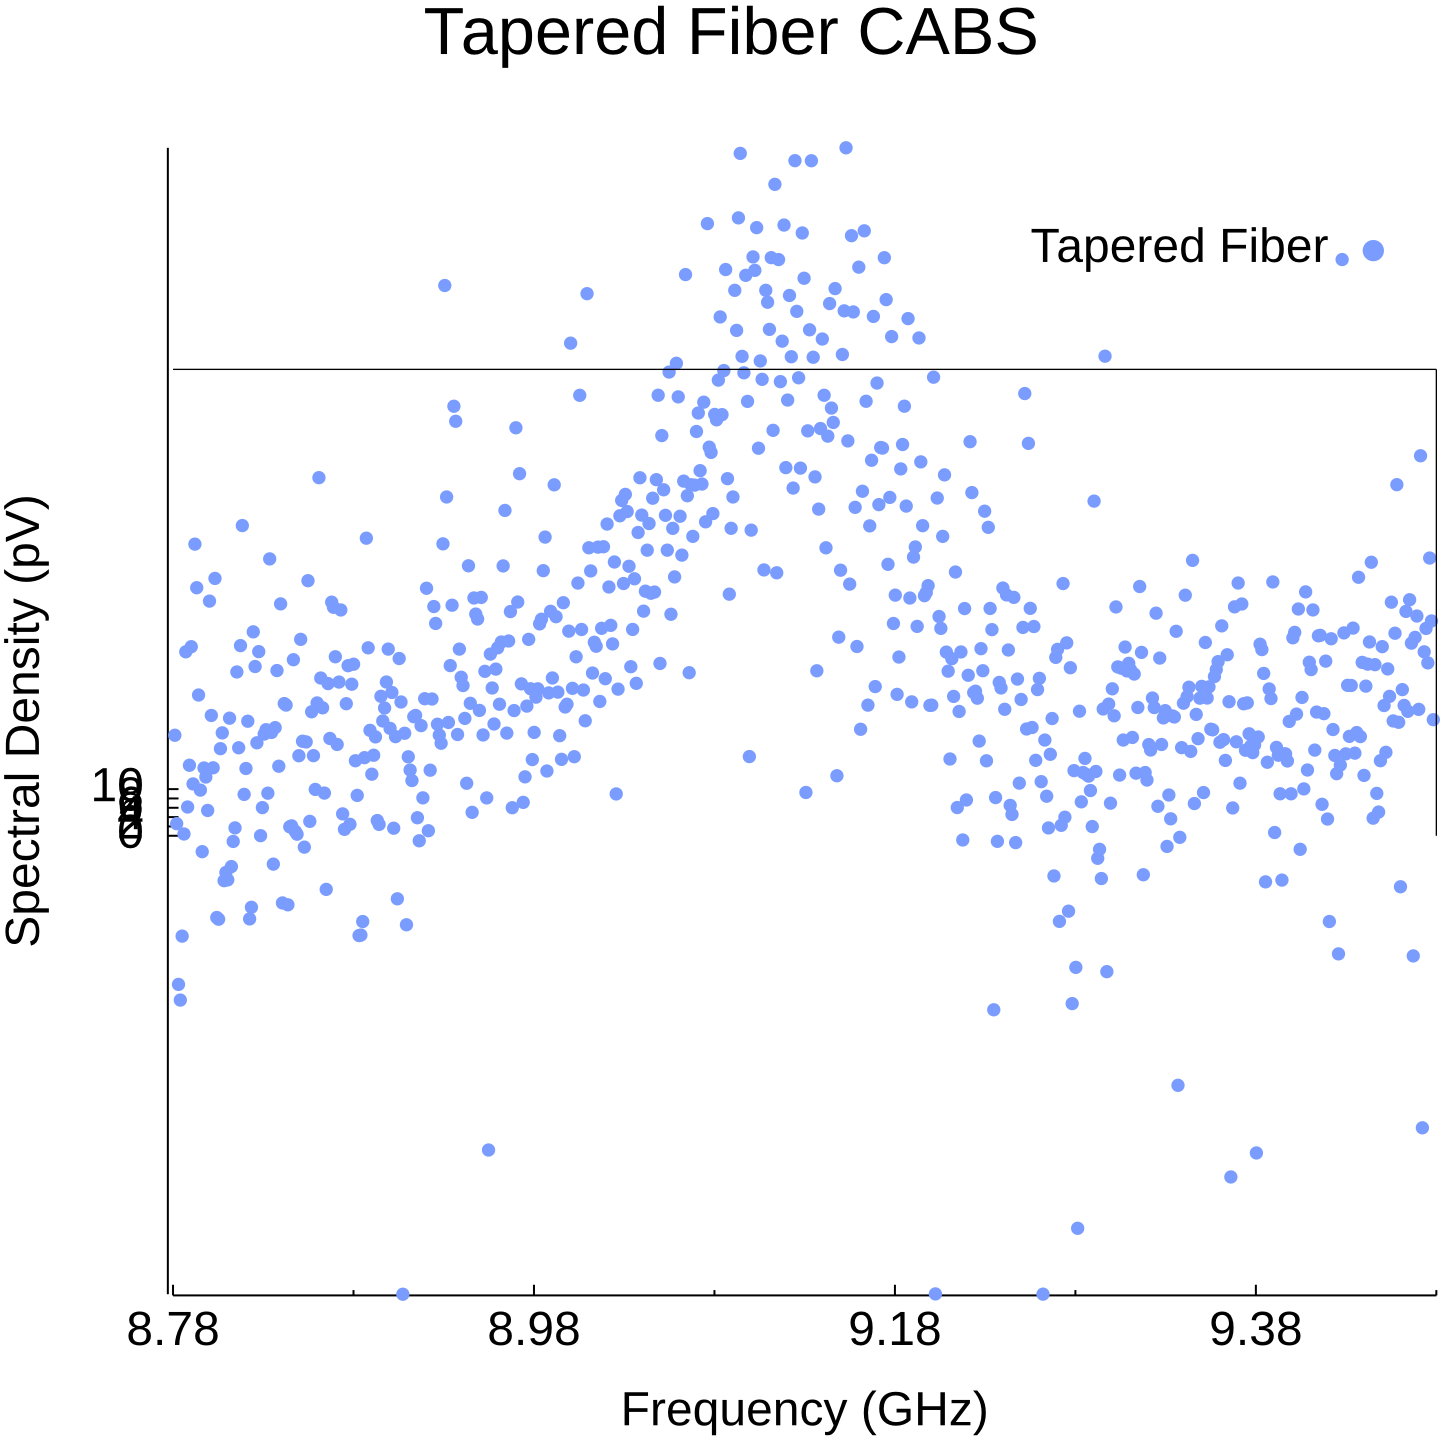 Tapered Fiber CABS
Tapered Fiber
Spectral Density (pV)
10
0
8.78 8.98 9.18 9.38
Frequency (GHz)